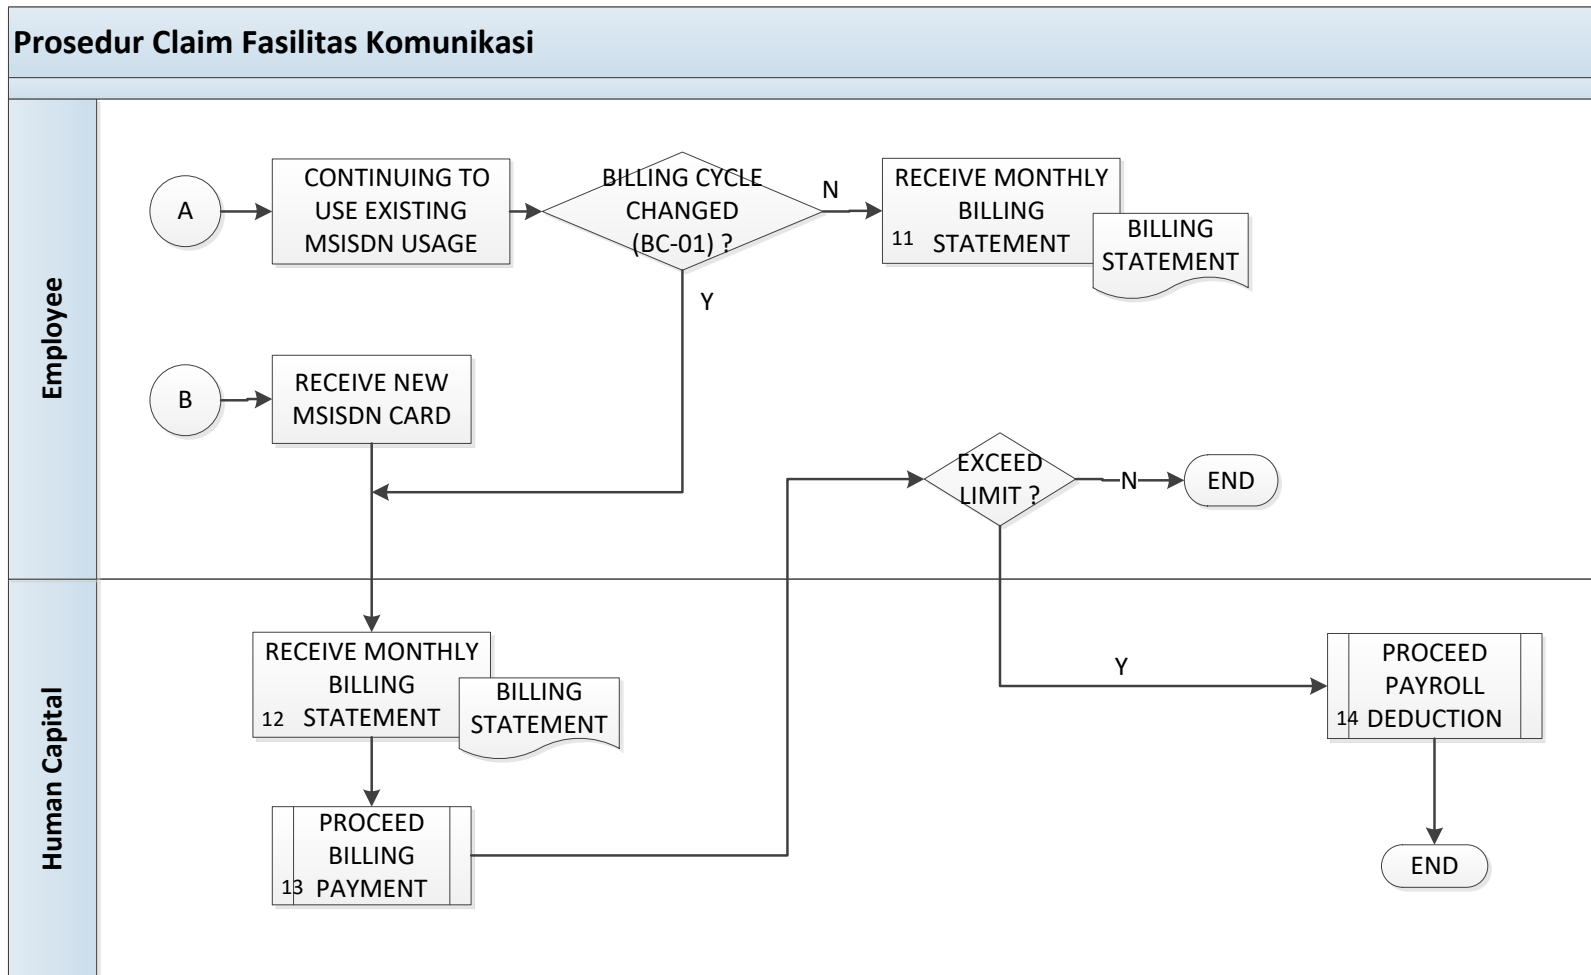 Prosedur Claim Fasilitas Komunikasi
Employee
A
CONTINUING TO
USE EXISTING
MSISDN USAGE
BILLING CYCLE
CHANGED
(BC-01) ?
N
RECEIVE MONTHLY
BILLING
11 STATEMENT
BILLING
STATEMENT
Y
B
RECEIVE NEW
MSISDN CARD
EXCEED
LIMIT ?
N
END
Human Capital
RECEIVE MONTHLY
BILLING
12 STATEMENT
BILLING
STATEMENT
Y
PROCEED
PAYROLL
14 DEDUCTION
PROCEED
BILLING
13 PAYMENT
END